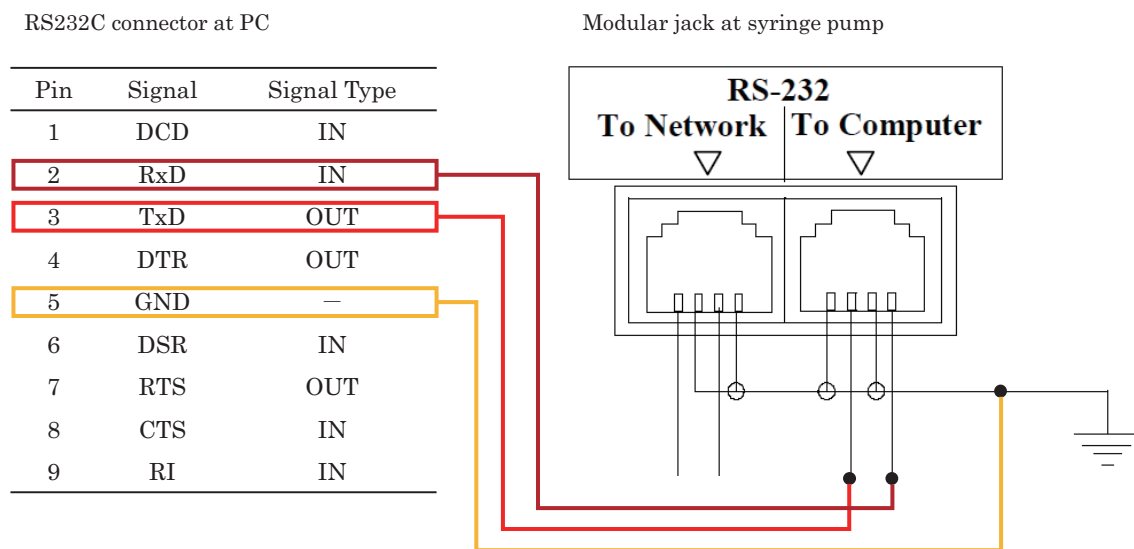 RS232C connector at PC
Modular jack at syringe pump
Pin Signal Signal Type
1 DCD IN
2 RxD IN
3 TxD OUT
4 DTR OUT
5 GND −
6 DSR IN
7 RTS OUT
8 CTS IN
9 RI IN
RS-232
To Network To Computer